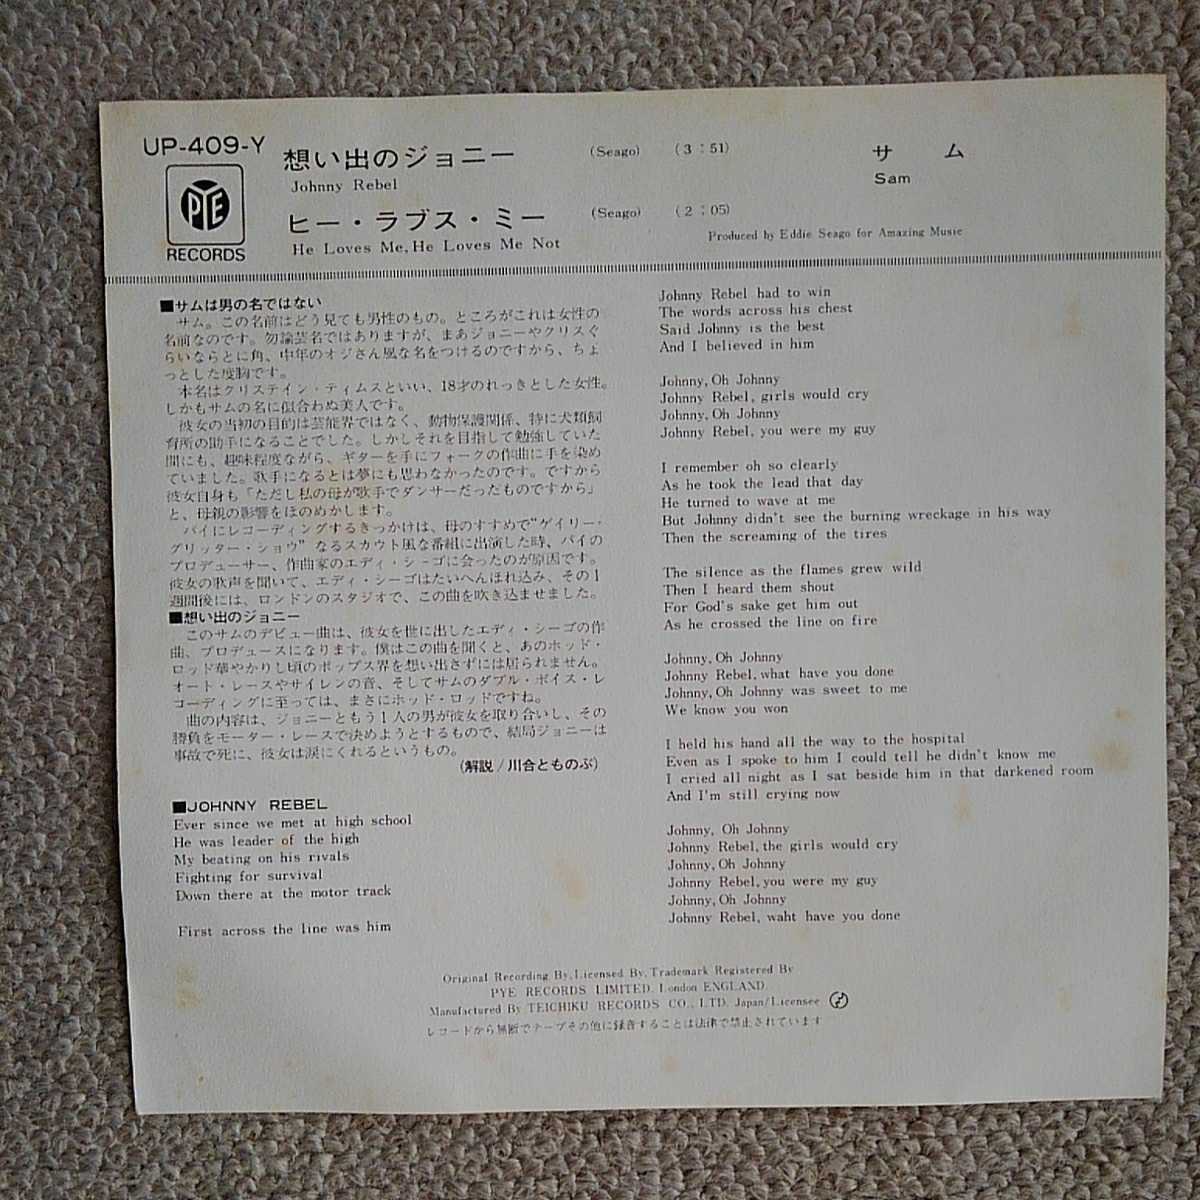 UP-409-Y
PYE
RECORDS
想い出のジョニー (Seago) (3:51)
Johnny Rebel
ヒー・ラブス・ミー (Seago) (2:05)
He Loves Me, He Loves Me Not
サム
Sam
Produced by Eddie Seago for Amazing Music
■サムは男の名ではない
サム。この名前はどう見ても男性のもの。ところがこれは女性の
名前なのです。勿論芸名ではありますが、まあジョニーやクリスぐ
らいならとに角、中年のオジさん風な名をつけるのですから、ちょ
っとした度胸です。
本名はクリステイン・ティムスといい、18才のれっきとした女性。
しかもサムの名に似合わぬ美人です。
彼女の当初の目的は芸能界ではなく、動物保護関係、特に犬類飼
育所の助手になることでした。しかしそれを目指して勉強していた
間にも、趣味程度ながら、ギターを手にフォークの作曲に手を染め
ていました。歌手になるとは夢にも思わなかったのです。ですから
彼女自身も「ただし私の母が歌手でダンサーだったものですから」
と、母親の影響をほのめかします。
パイにレコーディングするきっかけは、母のすすめで"ゲイリー・
グリッター・ショウ"なるスカウト風な番組に出演した時、パイの
プロデューサー、作曲家のエディ・シーゴに会ったのが原因です。
彼女の歌声を聞いて、エディ・シーゴはたいへんほれ込み、その1
週間後には、ロンドンのスタジオで、この曲を吹き込ませました。
■想い出のジョニー
このサムのデビュー曲は、彼女を世に出したエディ・シーゴの作
曲、プロデュースになります。僕はこの曲を聞くと、あのホッド・
ロッド華やかりし頃のポップス界を想い出さずには居られません。
オート・レースやサイレンの音、そしてサムのダブル・ボイス・レ
コーディングに至っては、まさにホッド・ロッドですね。
曲の内容は、ジョニーともう1人の男が彼女を取り合いし、その
勝負をモーター・レースで決めようとするもので、結局ジョニーは
事故で死に、彼女は涙にくれるというもの。
(解説/川合とものぶ)
■JOHNNY REBEL
Ever since we met at high school
He was leader of the high
My beating on his rivals
Fighting for survival
Down there at the motor track
First across the line was him
Johnny Rebel had to win
The words across his chest
Said Johnny is the best
And I believed in him
Johnny, Oh Johnny
Johnny Rebel, girls would cry
Johnny, Oh Johnny
Johnny Rebel, you were my guy
I remember oh so clearly
As he took the lead that day
He turned to wave at me
But Johnny didn't see the burning wreckage in his way
Then the screaming of the tires
The silence as the flames grew wild
Then I heard them shout
For God's sake get him out
As he crossed the line on fire
Johnny, Oh Johnny
Johnny Rebel, what have you done
Johnny, Oh Johnny was sweet to me
We know you won
I held his hand all the way to the hospital
Even as I spoke to him I could tell he didn't know me
I cried all night as I sat beside him in that darkened room
And I'm still crying now
Johnny, Oh Johnny
Johnny Rebel, the girls would cry
Johnny, Oh Johnny
Johnny Rebel, you were my guy
Johnny, Oh Johnny
Johnny Rebel, waht have you done
Original Recording By, Licensed By, Trademark Registered By
PYE RECORDS LIMITED. London ENGLAND.
Manufactured By TEICHIKU RECORDS CO., LTD. Japan/Licensee
レコードから無断でテープその他に録音することは法律で禁止されています